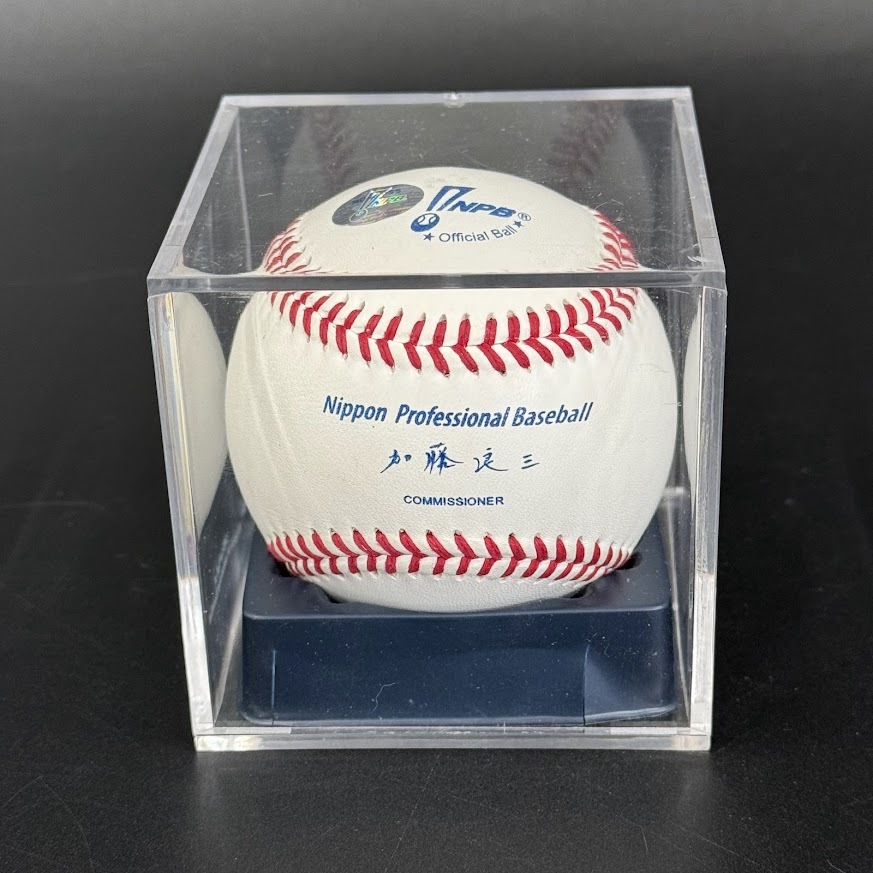 NPB®
★ Official Ball ★
Nippon Professional Baseball
加藤良三
COMMISSIONER